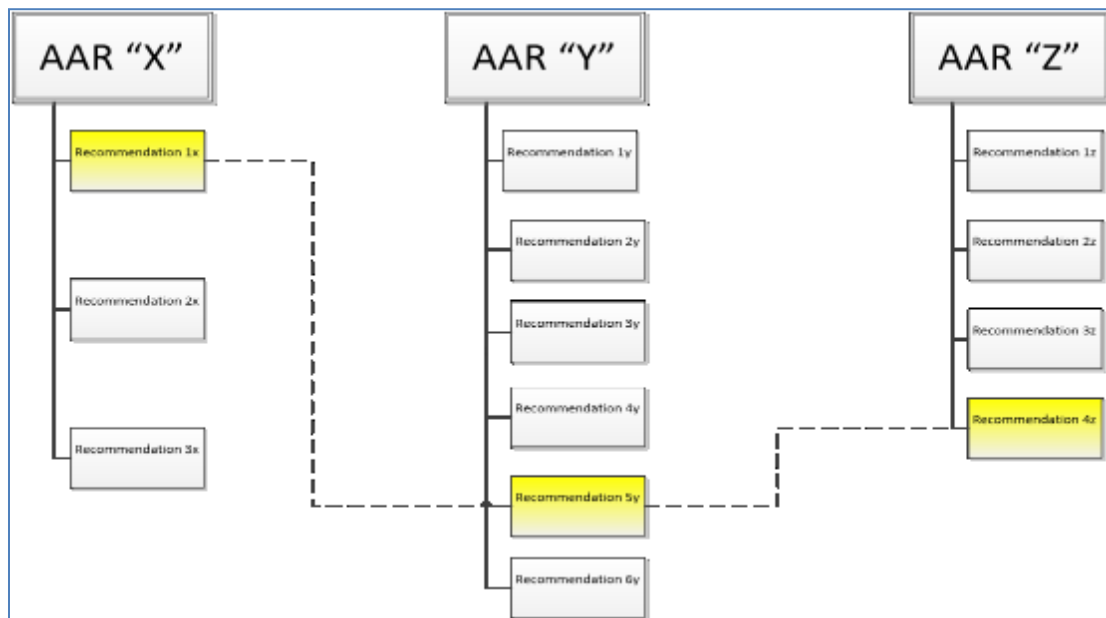 AAR “X”
Recommendation 1x
Recommendation 2x
Recommendation 3x
AAR “Y”
Recommendation 1y
Recommendation 2y
Recommendation 3y
Recommendation 4y
Recommendation 5y
Recommendation 6y
AAR “Z”
Recommendation 1z
Recommendation 2z
Recommendation 3z
Recommendation 4z